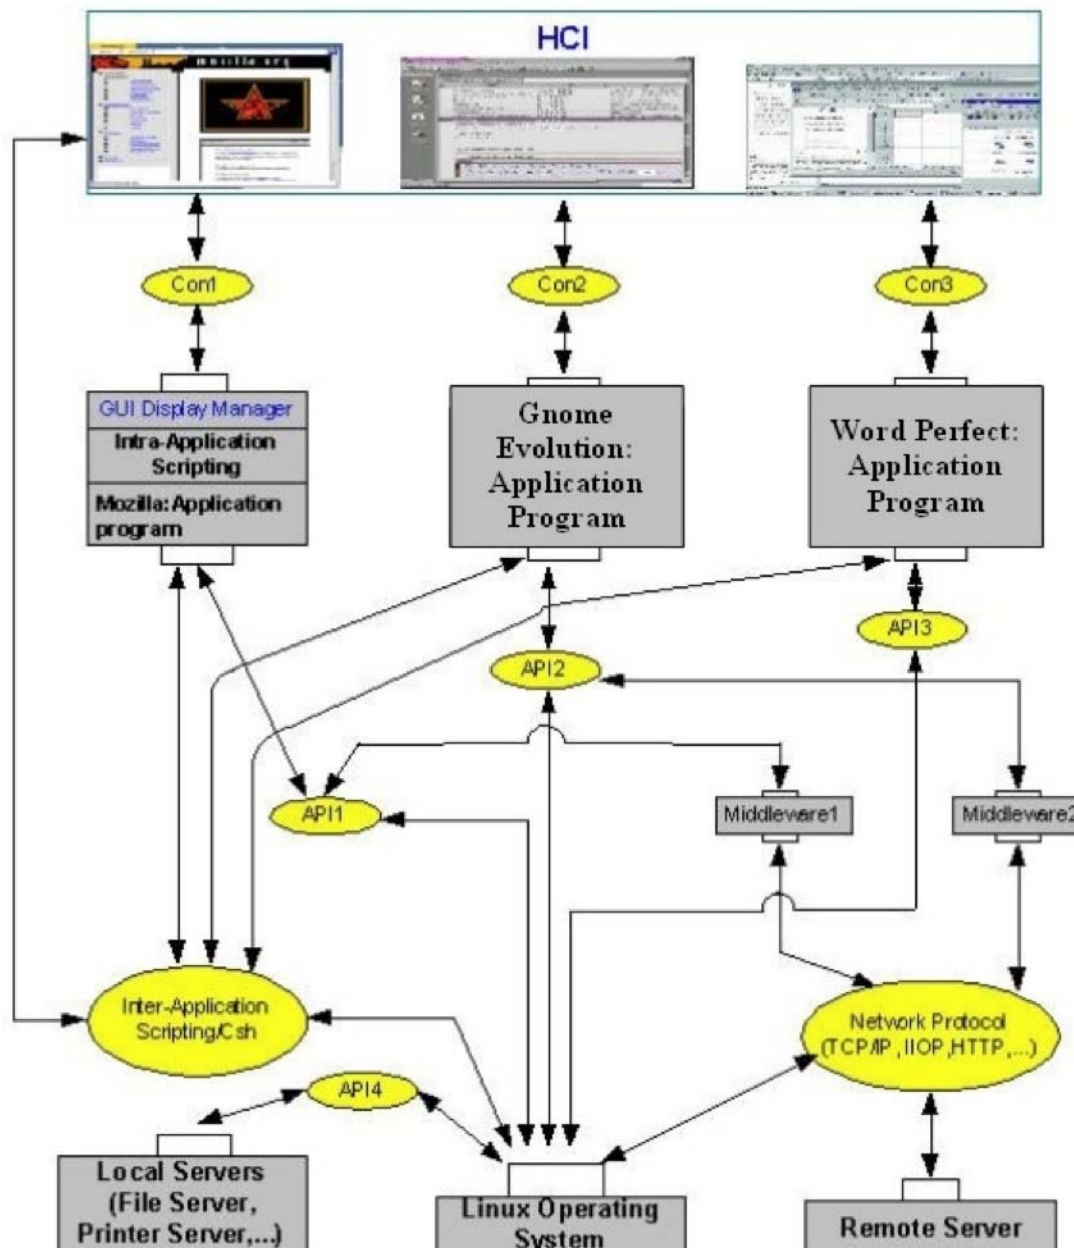 HCI
mozilla.org
Con1
Con2
Con3
GUI Display Manager
Intra-Application
Scripting
Mozilla: Application
program
Gnome
Evolution:
Application
Program
Word Perfect:
Application
Program
API3
API2
API1
Middleware1
Middleware2
Inter-Application
Scripting/Csh
Network Protocol
(TCP/IP,IIOP,HTTP,...)
API4
Local Servers
(File Server,
Printer Server,...)
Linux Operating
System
Remote Server